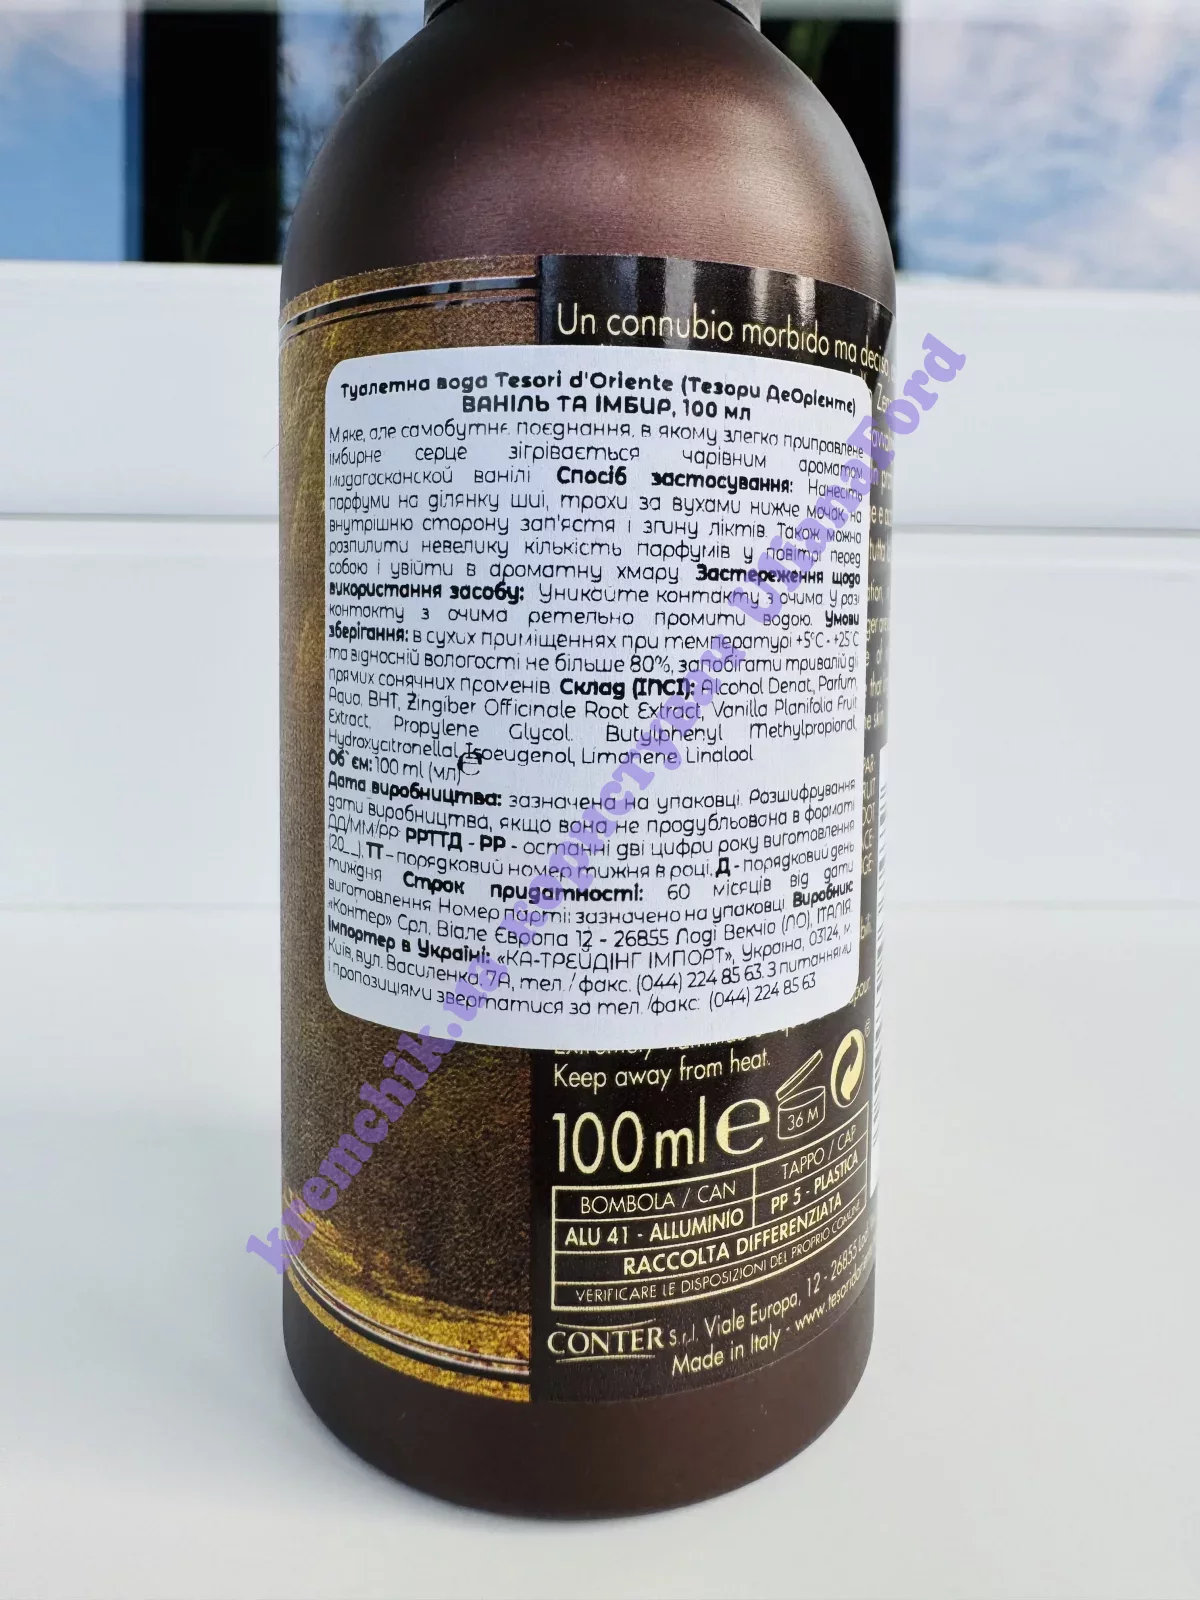 Un connubio morbido ma deciso
Туалетна вода Tesori d'Oriente (Тезори ДеОрієнте)
ВАНІЛЬ ТА ІМБИР, 100 мл
М'яке, але самобутнє поєднання, в якому злегка приправлене
імбирне серце зігрівається чарівним ароматом
мадагасканской ванілі Спосіб застосування: Нанесіть
парфуми на ділянку шиї, трохи за вухами нижче мочак, на
внутрішню сторону зап'ястя і згину ліктів. Також можна
розпилити невелику кількість парфумів у повітрі перед
собою і увійти в ароматну хмару. Застереження щодо
використання засобу: Уникайте контакту з очима. У разі
контакту з очима ретельно промити водою. Умови
зберігання: в сухих приміщеннях при температурі +5°С - +25°С
та відносній вологості не більше 80%, запобігати тривалій дії
прямих сонячних променів. Склад (INCI): Alcohol Denat, Parfum,
Aqua, BHT, Zingiber Officinale Root Extract, Vanilla Planifolia Fruit
Extract, Propylene Glycol. Butylphenyl Methylpropional,
Hydroxycitronellal, Isoeugenol, Limonene, Linalool
Об`єм: 100 ml (мл) e
Дата виробництва: зазначена на упаковці. Розшифрування
дати виробництва, якщо вона не продубльована в форматі
ДД/ММ/РР: РРТТД - РР - останні дві цифри року виготовлення
(20__), ТТ – порядковий номер тижня в році, Д - порядковий день
тижня Строк придатності: 60 місяців від дати
виготовлення Номер партії: зазначено на упаковці Виробник:
«Контер» Срл, Віале Європа 12 - 26855 Лоді Векчіо (ЛО), ІТАЛІЯ.
Імпортер в Україні: «КА-ТРЕЙДІНГ ІМПОРТ», Україна, 03124, м.
Київ, вул. Василенка, 7А, тел./факс. (044) 224 85 63. З питаннями
і пропозиціями звертатися за тел./факс: (044) 224 85 63
Keep away from heat.
100 ml e
36 M
BOMBOLA / CAN
TAPPO / CAP
ALU 41 - ALLUMINIO
PP 5 - PLASTICA
RACCOLTA DIFFERENZIATA
VERIFICARE LE DISPOSIZIONI DEL PROPRIO COMUNE
CONTER S.r.l. Viale Europa, 12 - 26855
Made in Italy - www.
kremchik.ua користувач UlianaFord